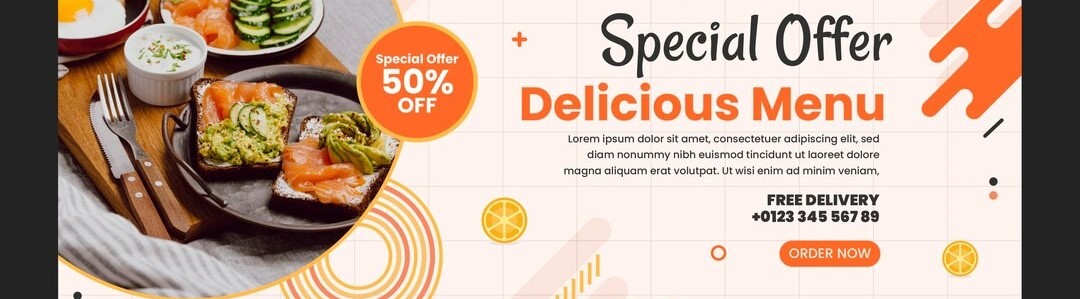 Special Offer
50%
OFF
Special Offer
Delicious Menu
Lorem ipsum dolor sit amet, consectetuer adipiscing elit, sed
diam nonummy nibh euismod tincidunt ut laoreet dolore
magna aliquam erat volutpat. Ut wisi enim ad minim veniam,
FREE DELIVERY
+0123 345 567 89
ORDER NOW